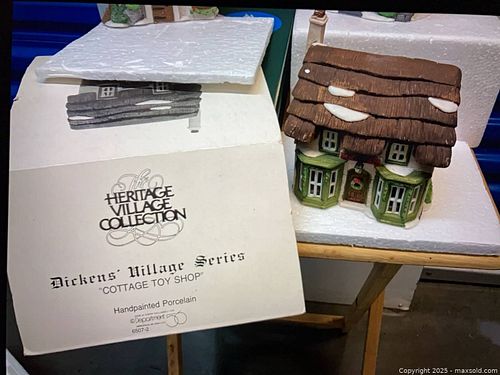 The
HERITAGE
VILLAGE
COLLECTION
Dickens' Village Series
"COTTAGE TOY SHOP"
Handpainted Porcelain
©Department 56
6507-2
Copyright 2025 - maxsold.com